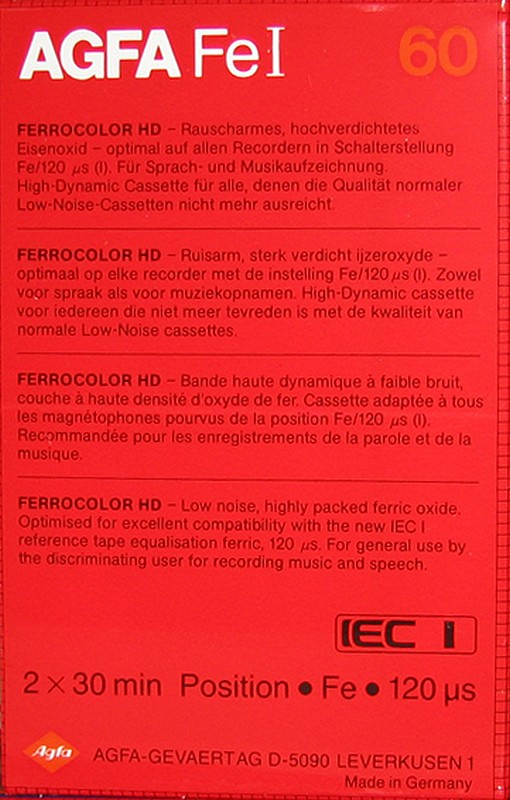 AGFA Fe I 60
FERROCOLOR HD – Rauscharmes, hochverdichtetes
Eisenoxid – optimal auf allen Recordern in Schalterstellung
Fe/120 µs (I). Für Sprach- und Musikaufzeichnung.
High-Dynamic Cassette für alle, denen die Qualität normaler
Low-Noise-Cassetten nicht mehr ausreicht.
FERROCOLOR HD – Ruisarm, sterk verdicht ijzeroxyde –
optimaal op elke recorder met de instelling Fe/120 µs (I). Zowel
voor spraak als voor muziekopnamen. High-Dynamic cassette
voor iedereen die niet meer tevreden is met de kwaliteit van
normale Low-Noise cassettes.
FERROCOLOR HD – Bande haute dynamique à faible bruit,
couche à haute densité d'oxyde de fer. Cassette adaptée à tous
les magnétophones pourvus de la position Fe/120 µs (I).
Recommandée pour les enregistrements de la parole et de la
musique.
FERROCOLOR HD – Low noise, highly packed ferric oxide.
Optimised for excellent compatibility with the new IEC I
reference tape equalisation ferric, 120 µs. For general use by
the discriminating user for recording music and speech.
IEC I
2 × 30 min Position • Fe • 120 µs
Agfa AGFA-GEVAERT AG D-5090 LEVERKUSEN 1
Made in Germany